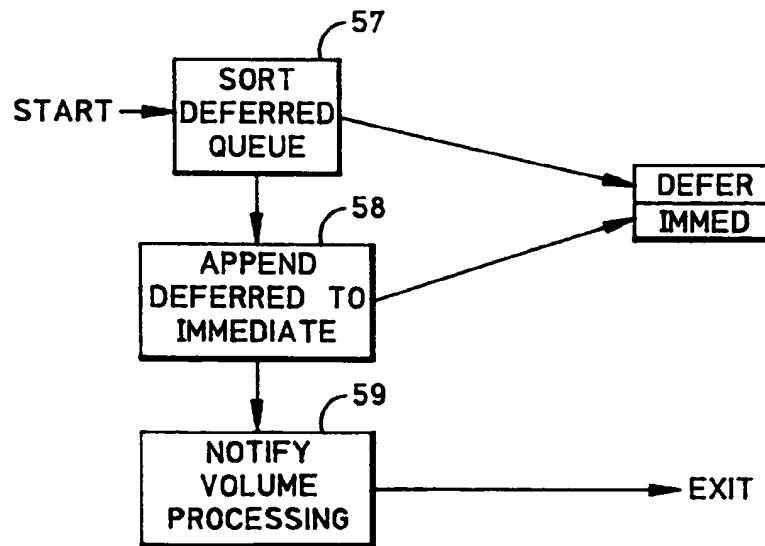 57
SORT
START
DEFERRED
QUEUE
DEFER
IMMED
58
APPEND
DEFERRED TO
IMMEDIATE
59
NOTIFY
VOLUME
PROCESSING
EXIT